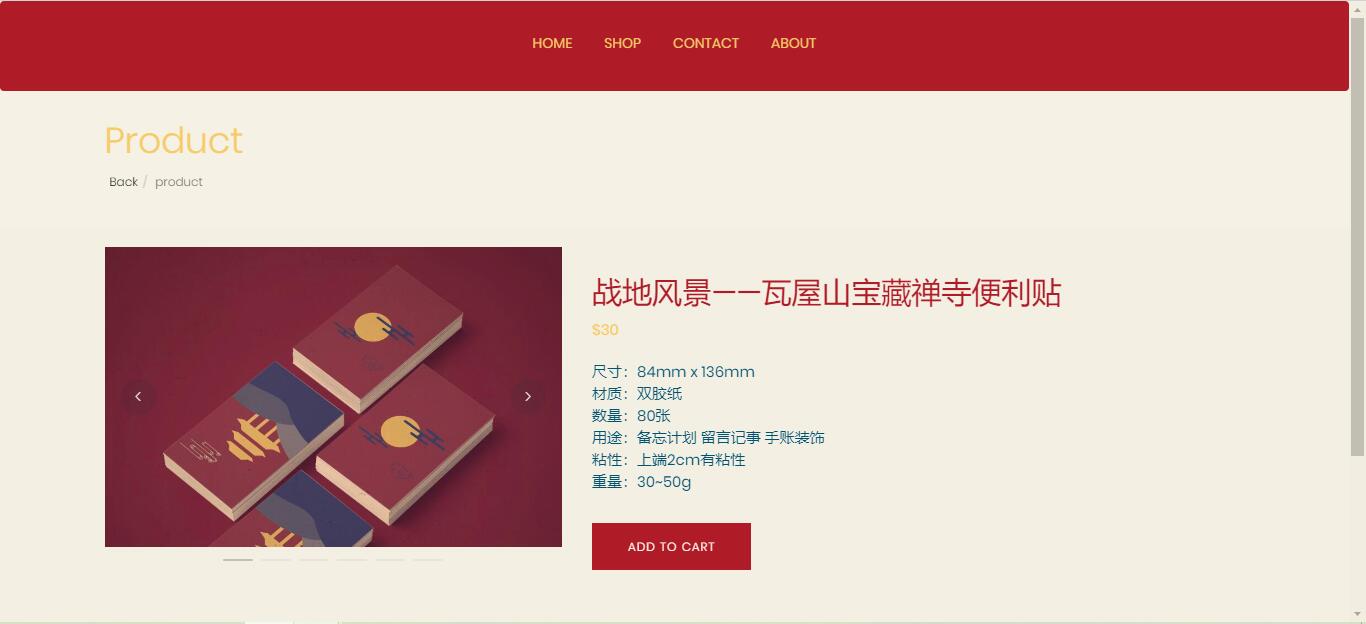 HOME SHOP CONTACT ABOUT
Product
Back / product
战地风景——瓦屋山宝藏禅寺便利贴
$30
尺寸：84mm x 136mm
材质：双胶纸
数量：80张
用途：备忘计划 留言记事 手账装饰
粘性：上端2cm有粘性
重量：30~50g
ADD TO CART